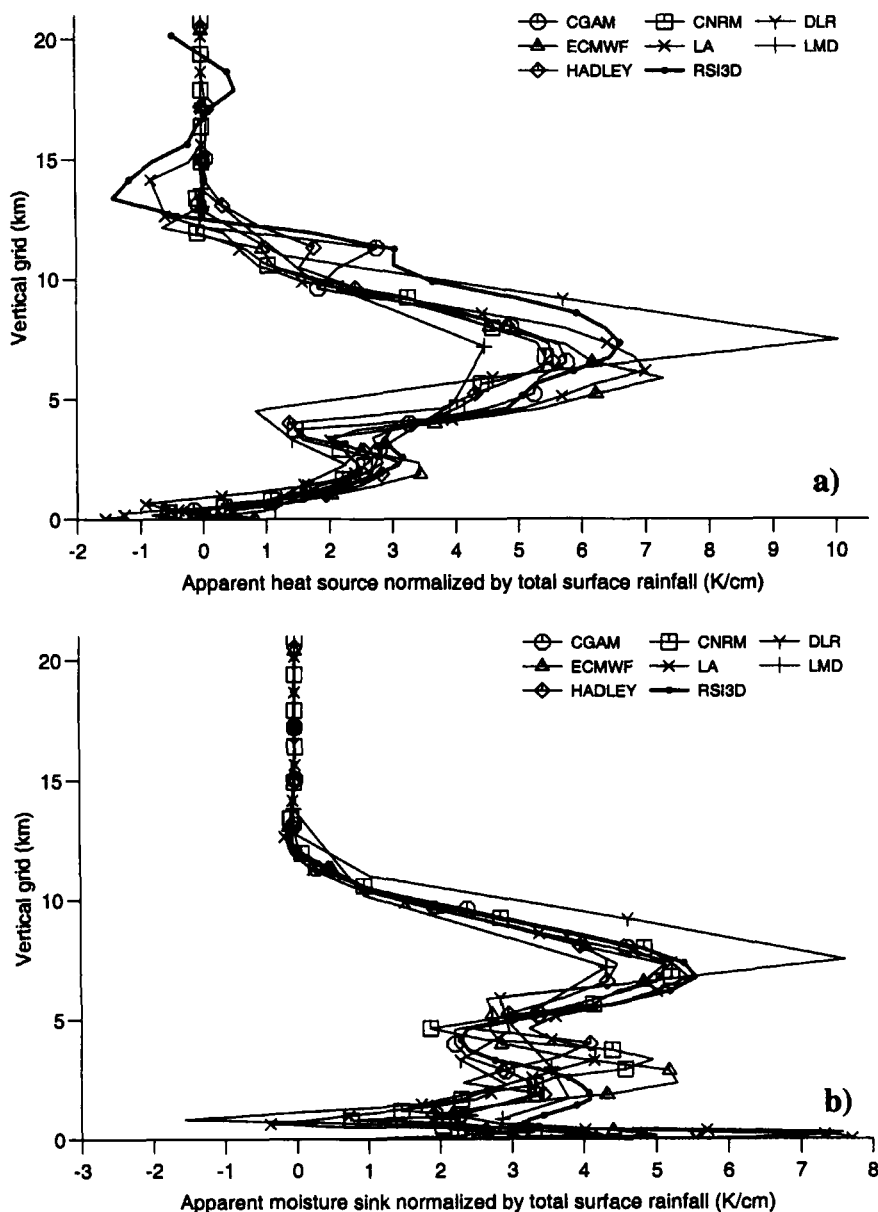 CGAM CNRM DLR
ECMWF LA LMD
HADLEY RSI3D
20
15
10
5
0
Vertical grid (km)
a)
-2 -1 0 1 2 3 4 5 6 7 8 9 10
Apparent heat source normalized by total surface rainfall (K/cm)
CGAM CNRM DLR
ECMWF LA LMD
HADLEY RSI3D
20
15
10
5
0
Vertical grid (km)
b)
-3 -2 -1 0 1 2 3 4 5 6 7 8
Apparent moisture sink normalized by total surface rainfall (K/cm)